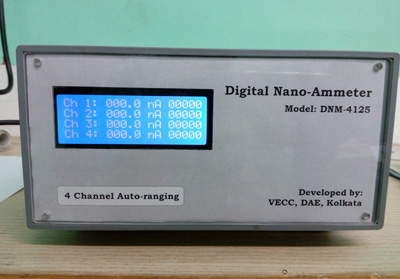 Digital Nano-Ammeter
Model: DNM-4125
Ch 1: 000.0 nA 00000
Ch 2: 000.0 nA 00000
Ch 3: 000.0 nA 00000
Ch 4: 000.0 nA 00000
4 Channel Auto-ranging
Developed by:
VECC, DAE, Kolkata